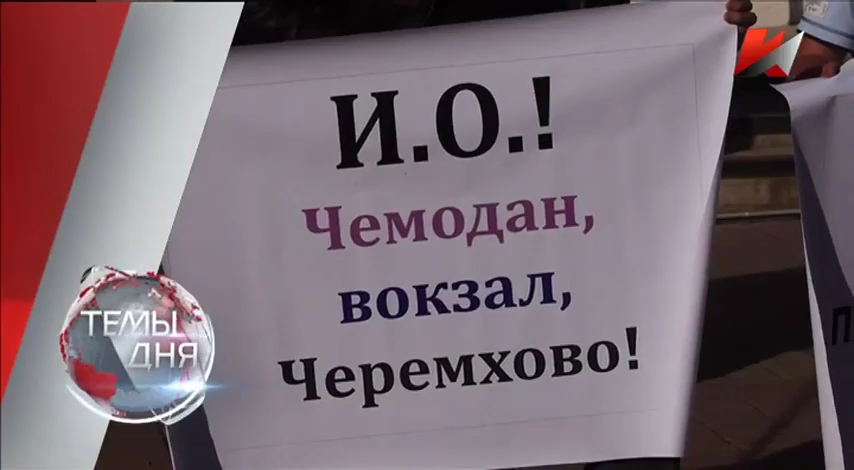 И.О.!
Чемодан,
вокзал,
Черемхово!
ТЕМЫ
ДНЯ
К
П